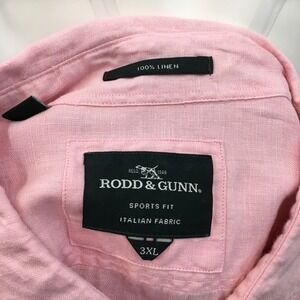 100% LINEN
ESTD. 1946
RODD & GUNN.
SPORTS FIT
ITALIAN FABRIC
3XL